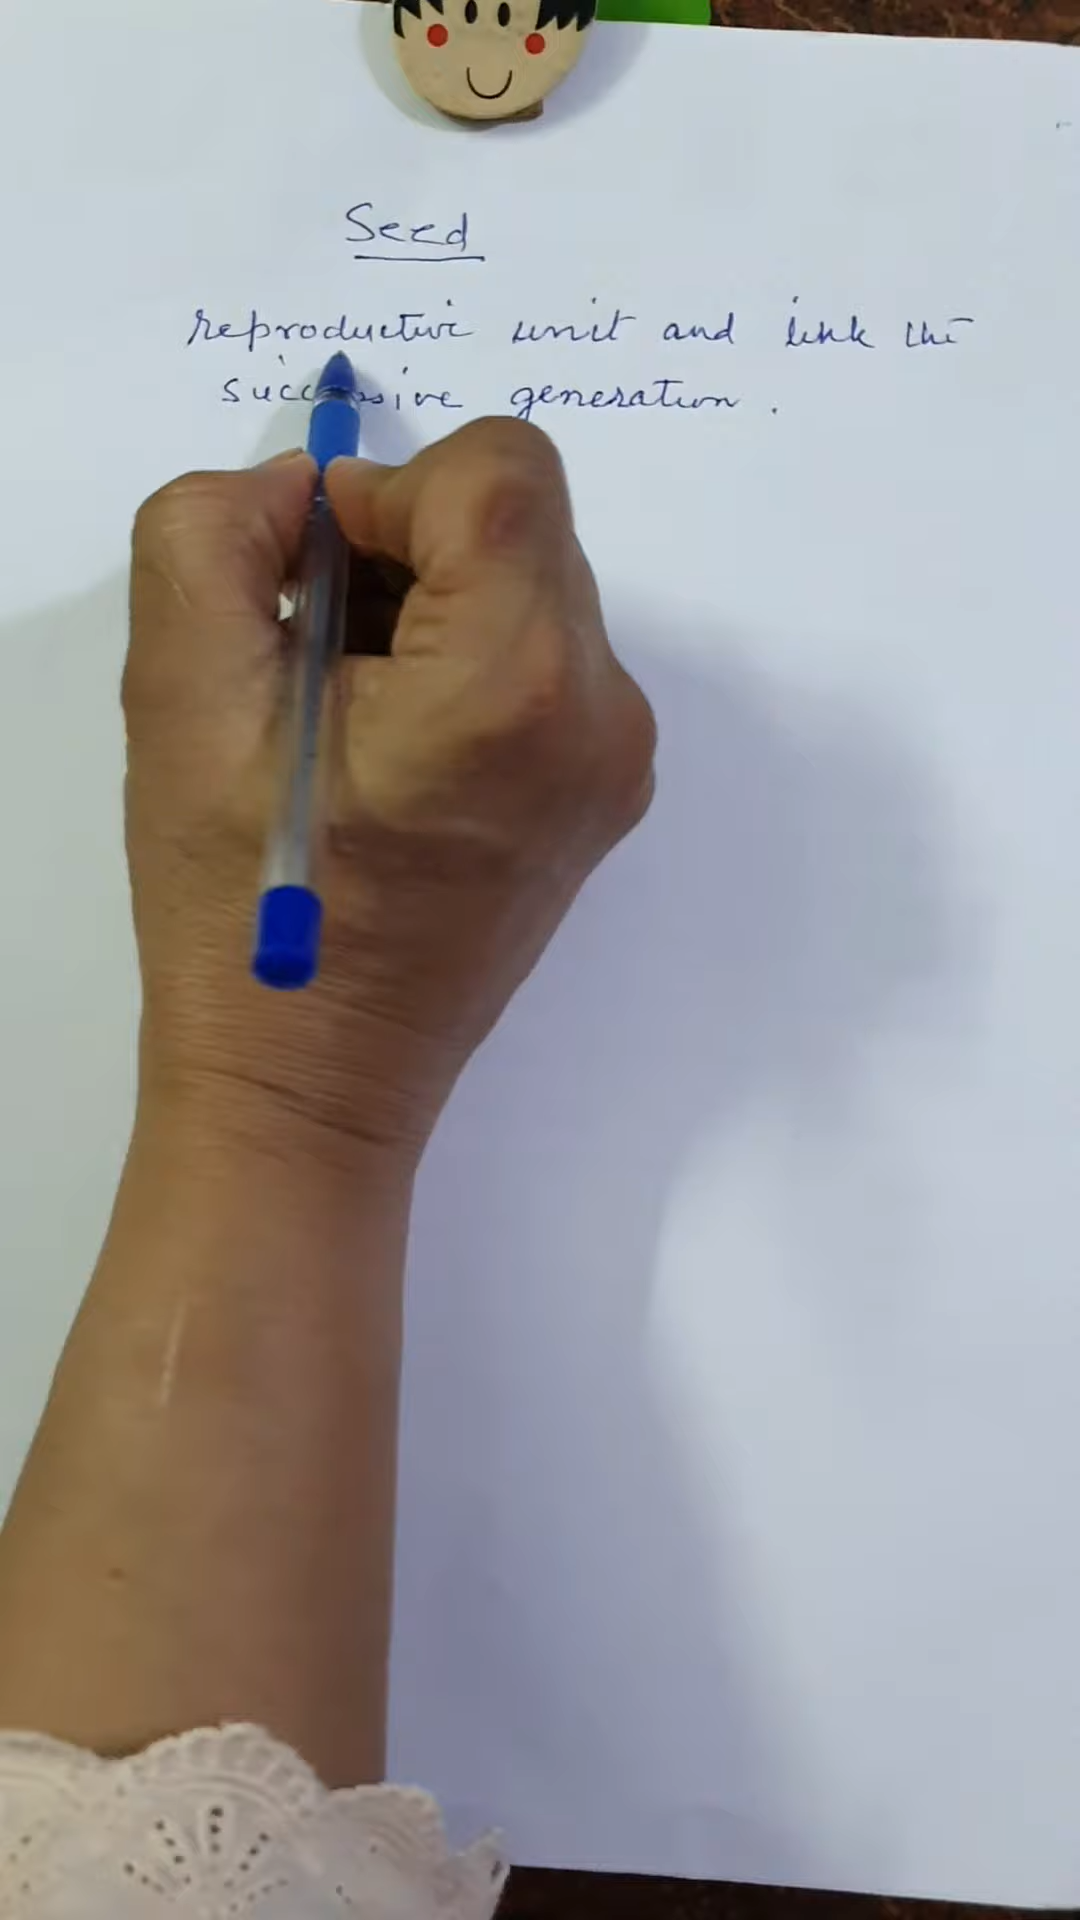 Seed
reproductive unit and link the
successive generation.